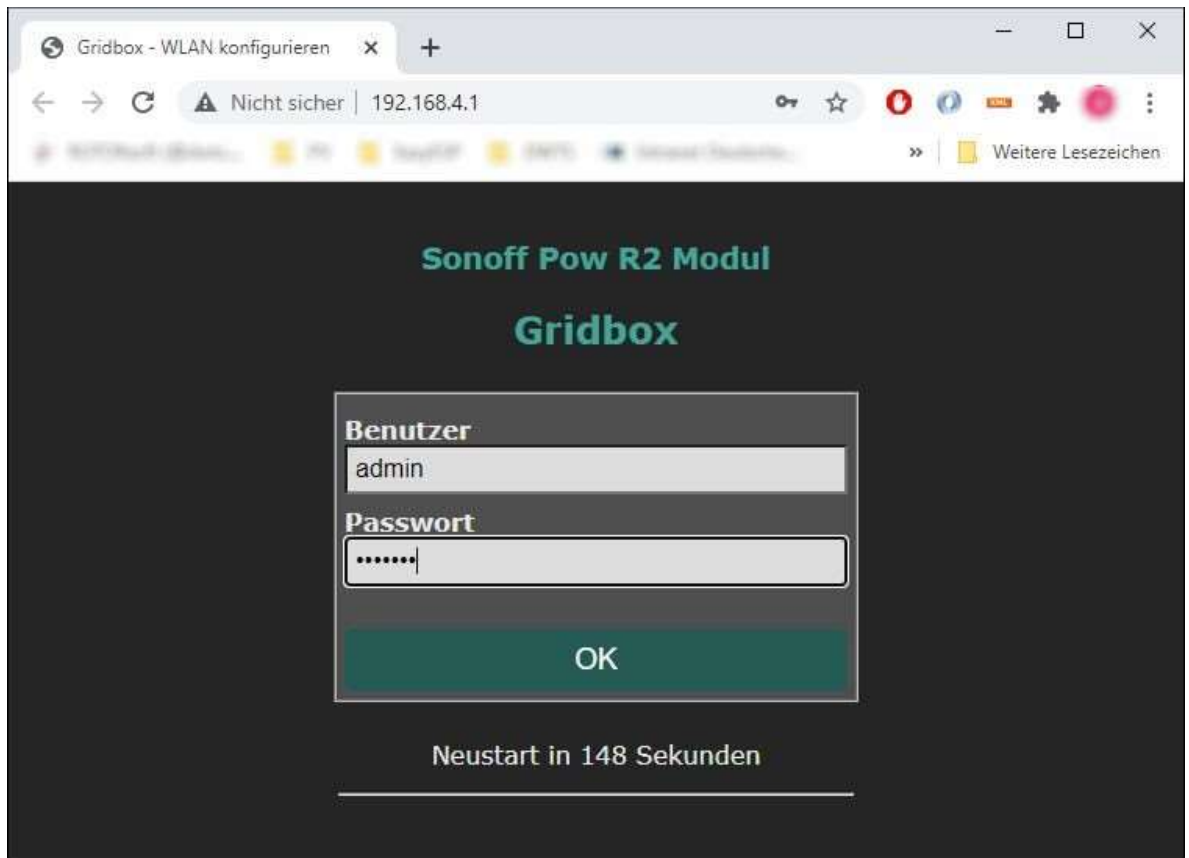 Gridbox - WLAN konfigurieren
Nicht sicher | 192.168.4.1
Weitere Lesezeichen
Sonoff Pow R2 Modul
Gridbox
Benutzer
admin
Passwort
•••••••
OK
Neustart in 148 Sekunden